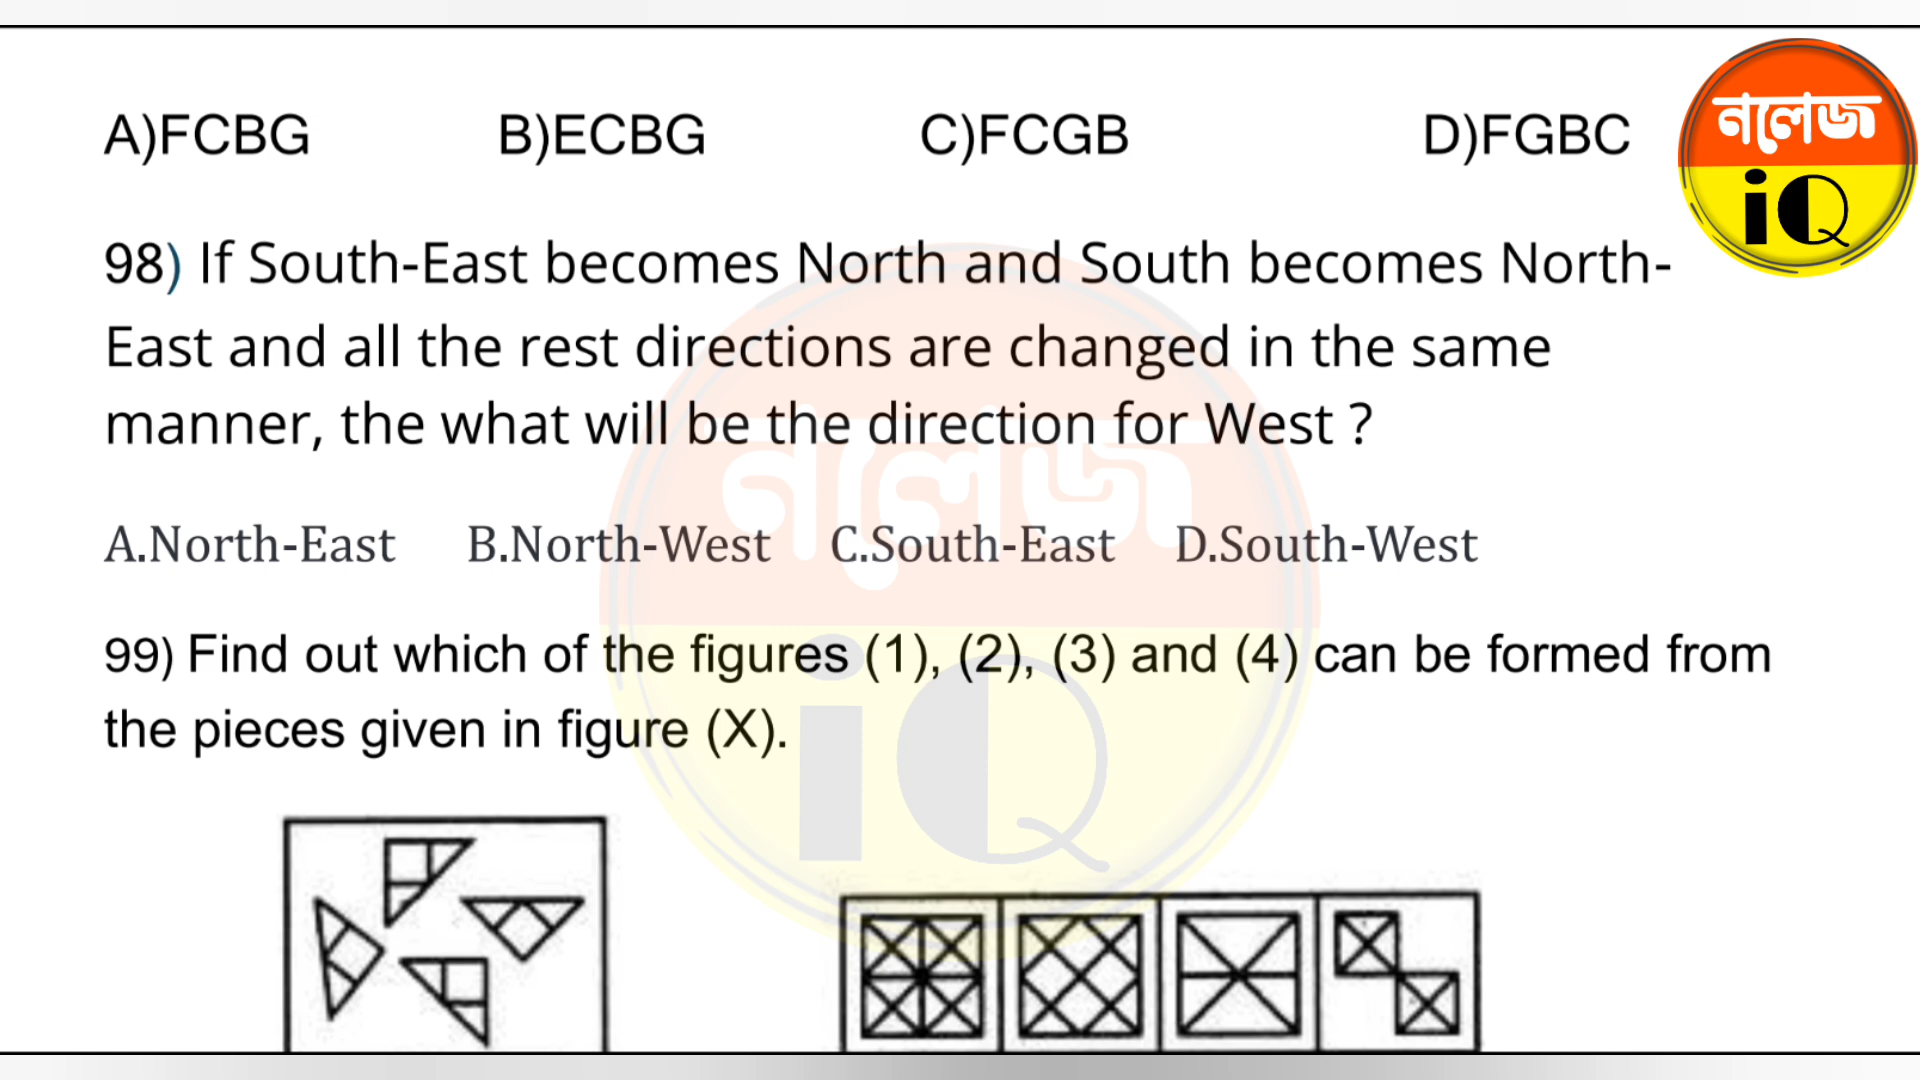 A)FCBG B)ECBG C)FCGB D)FGBC
নলেজ
iQ
98) If South-East becomes North and South becomes North-
East and all the rest directions are changed in the same
manner, the what will be the direction for West ?
A.North-East B.North-West C.South-East D.South-West
99) Find out which of the figures (1), (2), (3) and (4) can be formed from
the pieces given in figure (X).
নলেজ
iQ